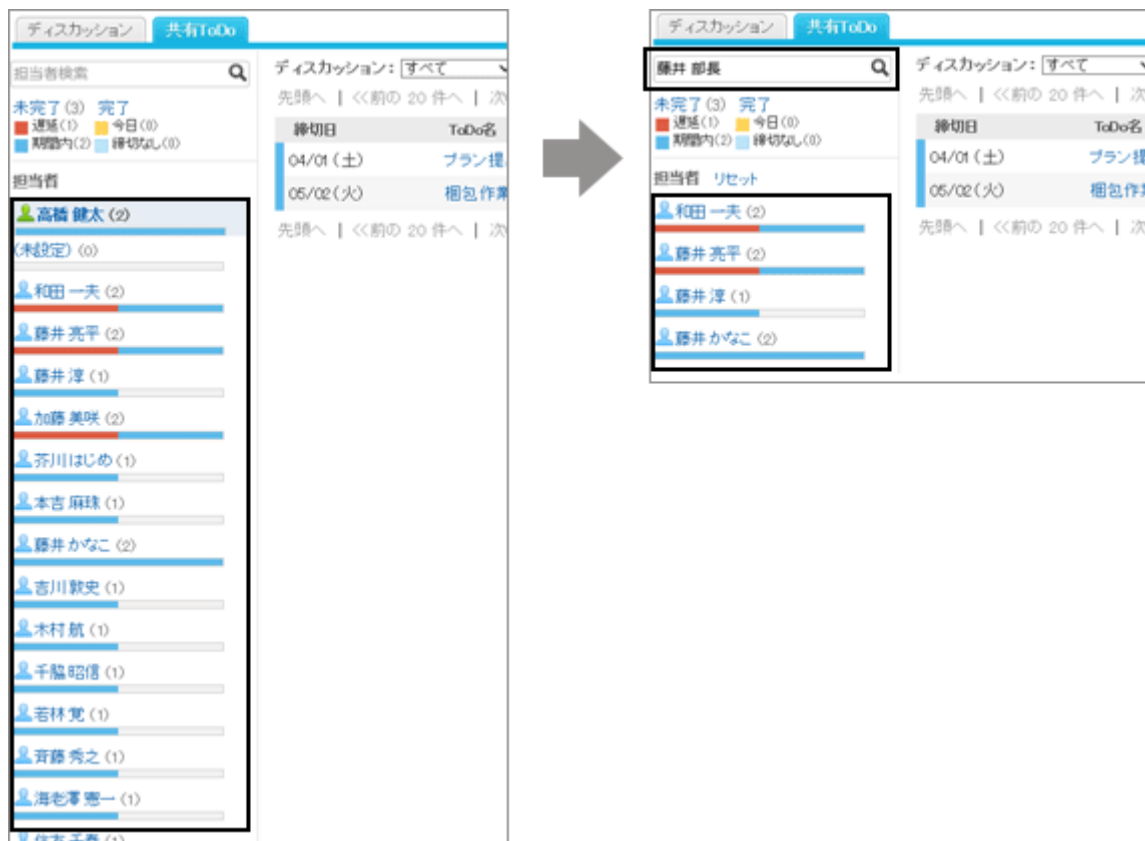 ディスカッション 共有ToDo
担当者検索
未完了(3) 完了
遅延(1) 今日(0)
期間内(2) 締切なし(0)
担当者
高橋 健太 (2)
(未設定) (0)
和田 一夫 (2)
藤井 亮平 (2)
藤井 淳 (1)
加藤 美咲 (2)
芥川 はじめ (1)
本吉 麻珠 (1)
藤井 かなこ (2)
吉川 敦史 (1)
木村 航 (1)
千脇 昭信 (1)
若林 覚 (1)
斉藤 秀之 (1)
海老澤 憲一 (1)
ディスカッション: すべて
先頭へ | <<前の 20 件へ | 次
締切日 ToDo名
04/01 (土) プラン提
05/02(火) 梱包作業
先頭へ | <<前の 20 件へ | 次
ディスカッション 共有ToDo
藤井 部長
未完了(3) 完了
遅延(1) 今日(0)
期間内(2) 締切なし(0)
担当者 リセット
和田 一夫 (2)
藤井 亮平 (2)
藤井 淳 (1)
藤井 かなこ (2)
ディスカッション: すべて
先頭へ | <<前の 20 件へ | 次
締切日 ToDo名
04/01 (土) プラン提
05/02(火) 梱包作業
先頭へ | <<前の 20 件へ | 次